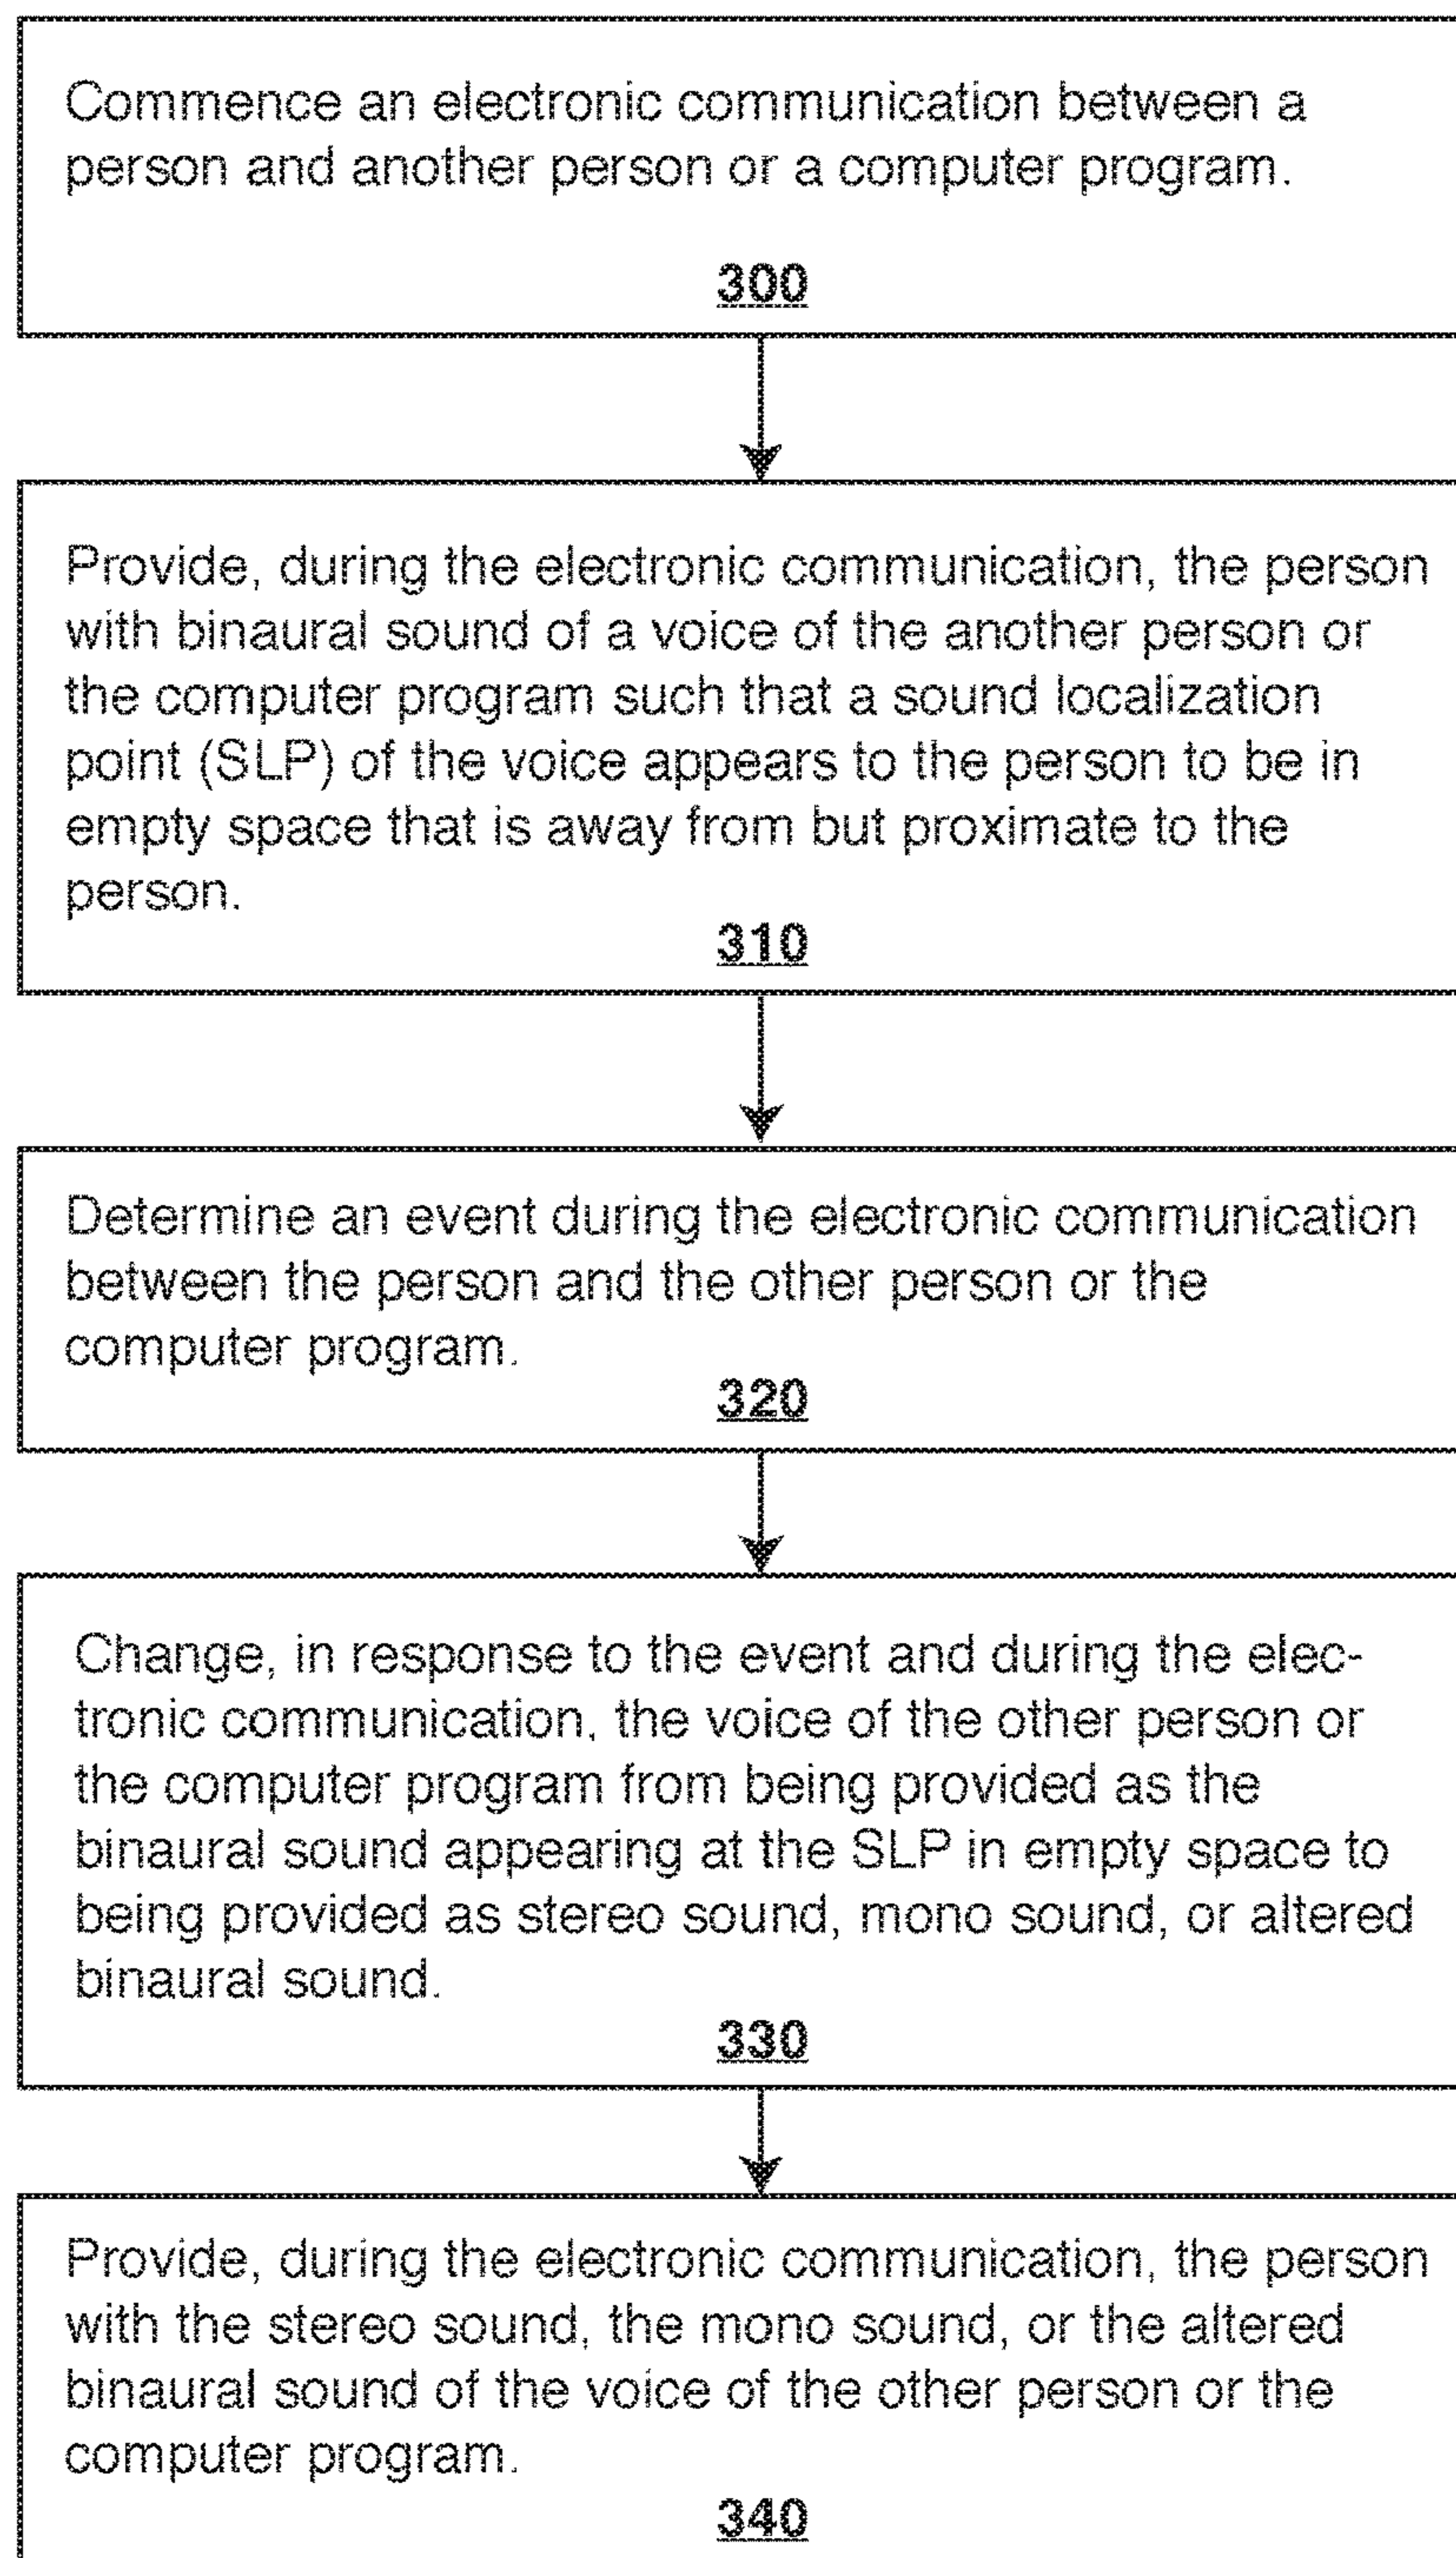 Commence an electronic communication between a
person and another person or a computer program.
300
Provide, during the electronic communication, the person
with binaural sound of a voice of the another person or
the computer program such that a sound localization
point (SLP) of the voice appears to the person to be in
empty space that is away from but proximate to the
person.
310
Determine an event during the electronic communication
between the person and the other person or the
computer program.
320
Change, in response to the event and during the elec-
tronic communication, the voice of the other person or
the computer program from being provided as the
binaural sound appearing at the SLP in empty space to
being provided as stereo sound, mono sound, or altered
binaural sound.
330
Provide, during the electronic communication, the person
with the stereo sound, the mono sound, or the altered
binaural sound of the voice of the other person or the
computer program.
340